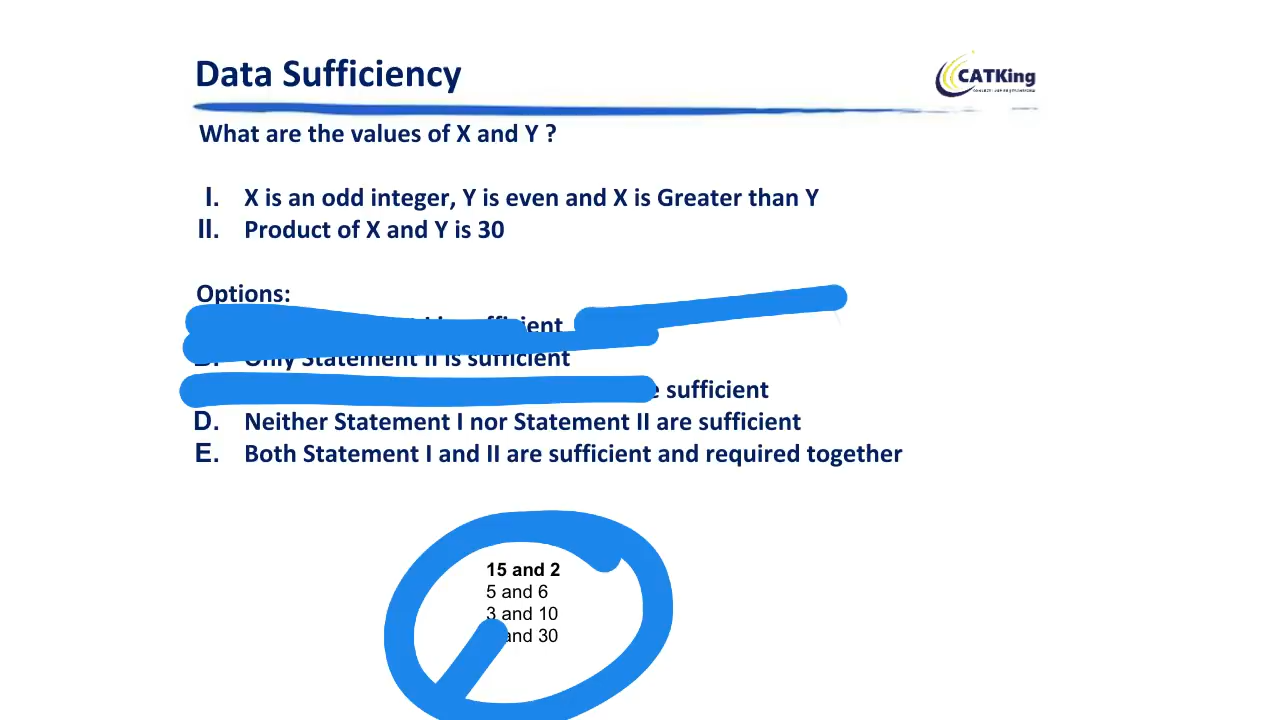 Data Sufficiency
CATKing
What are the values of X and Y ?
I. X is an odd integer, Y is even and X is Greater than Y
II. Product of X and Y is 30
Options:
B. Only Statement II is sufficient
sufficient
D. Neither Statement I nor Statement II are sufficient
E. Both Statement I and II are sufficient and required together
15 and 2
5 and 6
3 and 10
and 30